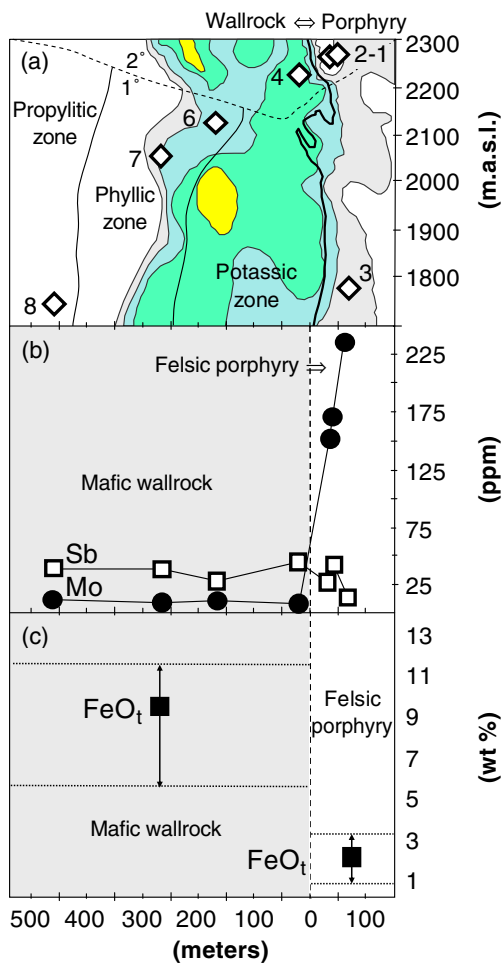 Wallrock ⇔ Porphyry
(a)
2°
1°
4
2-1
2300
Propylitic
zone
6
2200
2100
7
Phyllic
zone
2000
(m.a.s.l.)
1900
Potassic
zone
3
1800
8
(b)
Felsic porphyry ⇒
225
175
Mafic wallrock
125
(ppm)
75
Sb
Mo
25
(c)
13
11
FeOt
Felsic
porphyry
9
(wt %)
7
5
Mafic wallrock
3
FeOt
1
500 400 300 200 100 0 100
(meters)